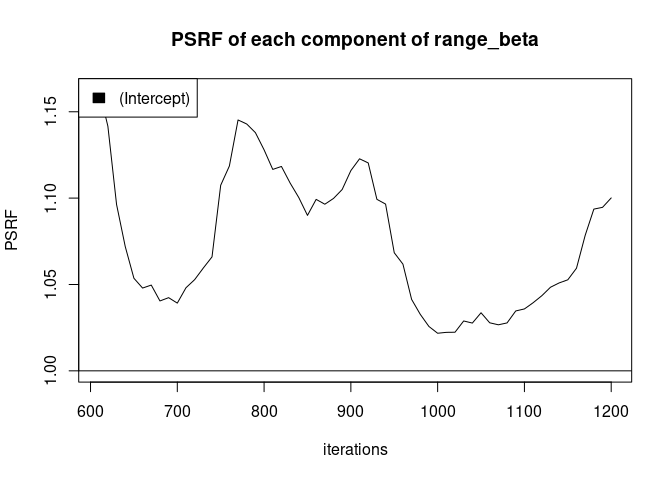 PSRF of each component of range_beta
(Intercept)
PSRF
1.15
1.10
1.05
1.00
600 700 800 900 1000 1100 1200
iterations